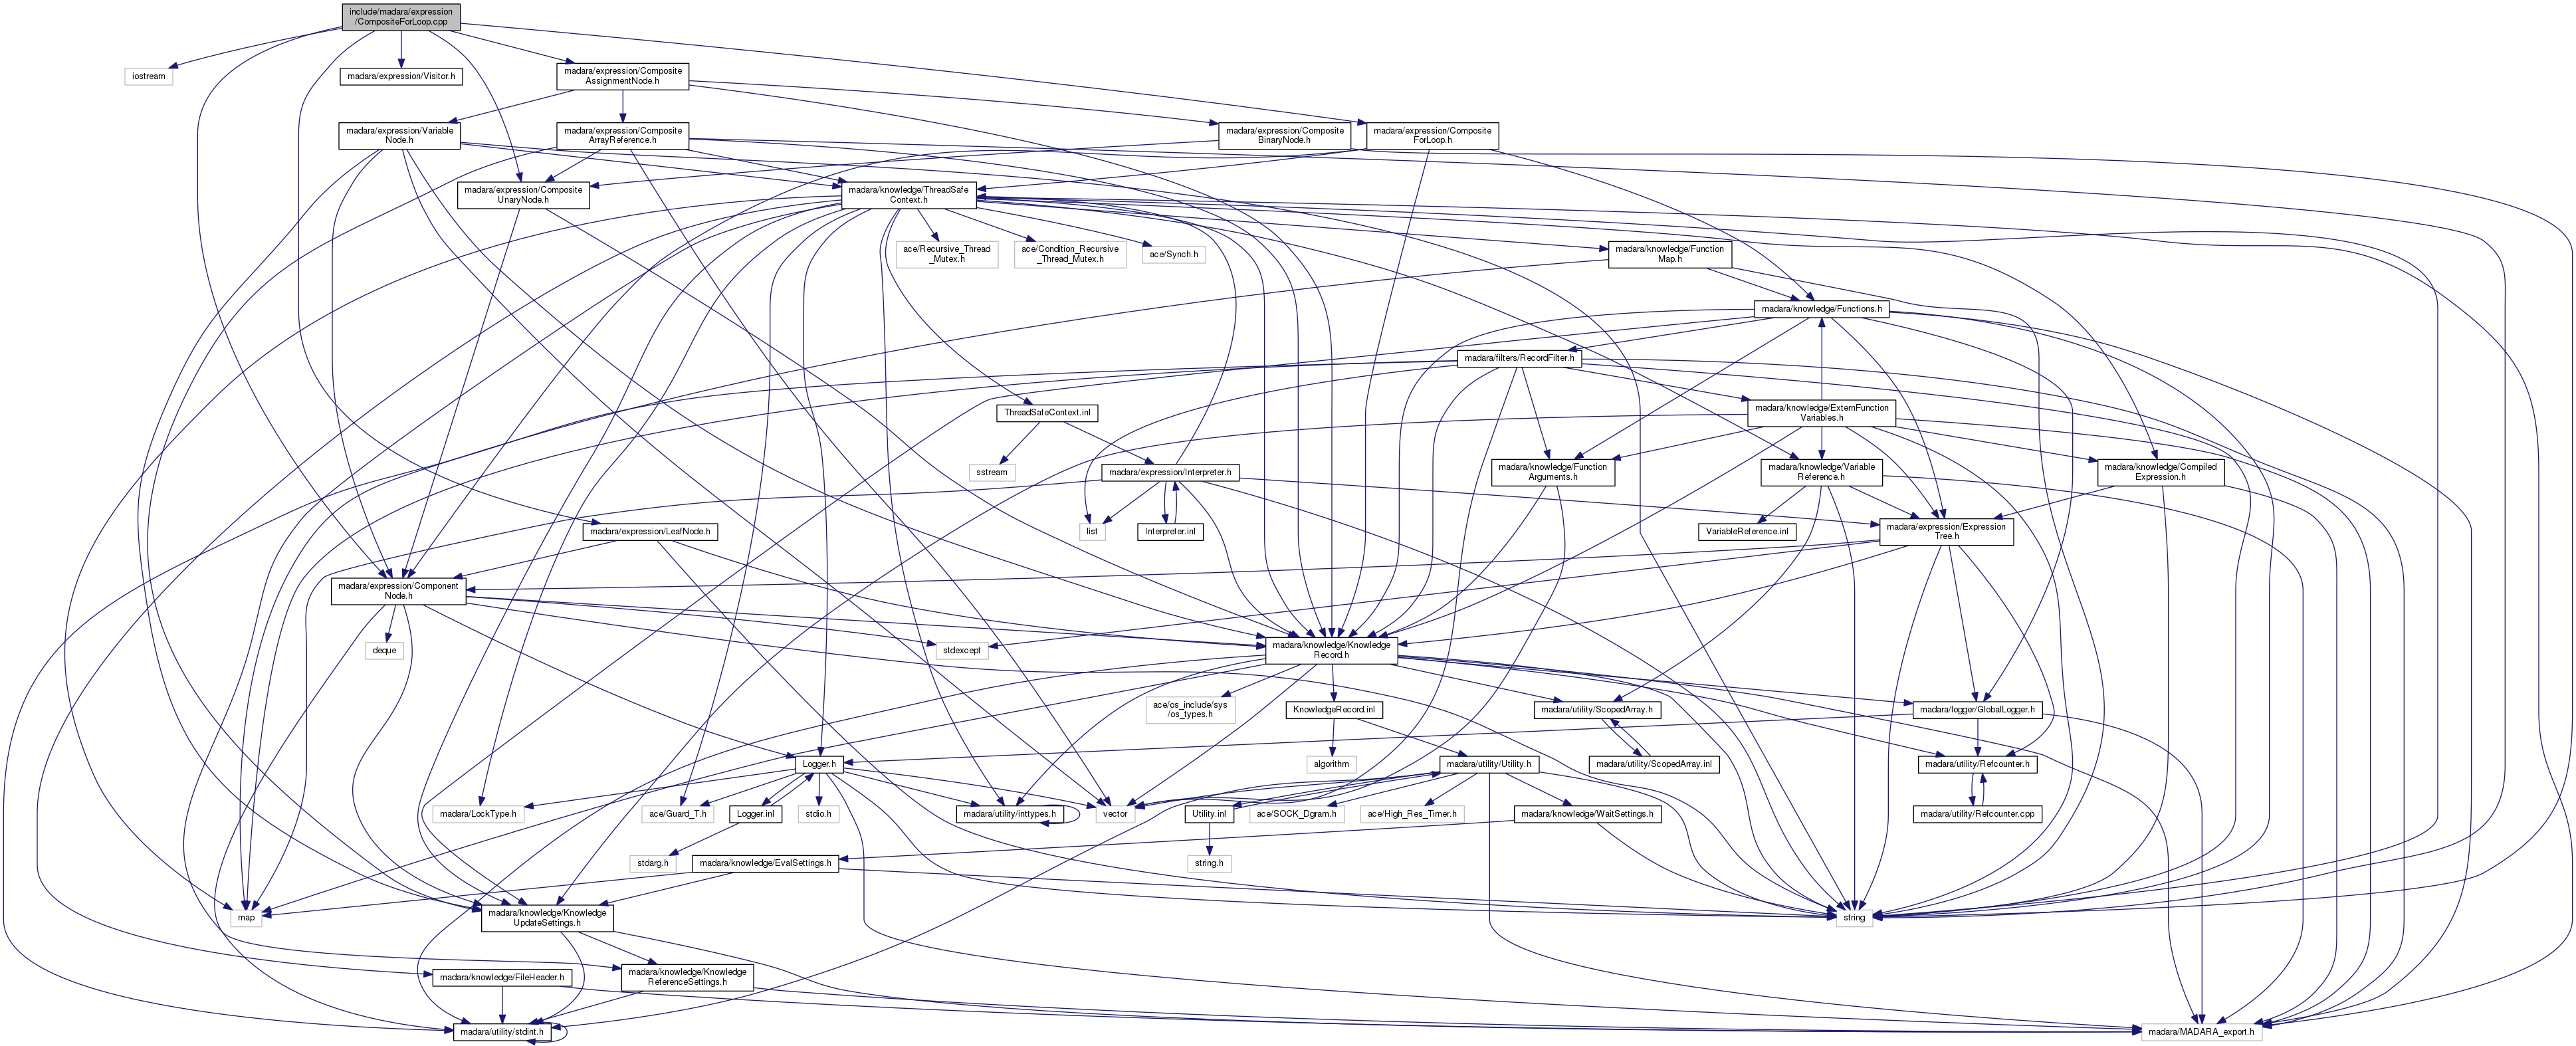 include/madara/expression
/CompositeForLoop.cpp
iostream
madara/expression/Visitor.h
madara/expression/Composite
AssignmentNode.h
madara/expression/Variable
Node.h
madara/expression/Composite
ArrayReference.h
madara/expression/Composite
BinaryNode.h
madara/expression/Composite
ForLoop.h
madara/expression/Composite
UnaryNode.h
madara/knowledge/ThreadSafe
Context.h
ace/Recursive_Thread
_Mutex.h
ace/Condition_Recursive
_Thread_Mutex.h
ace/Synch.h
madara/knowledge/Function
Map.h
madara/knowledge/Functions.h
madara/filters/RecordFilter.h
ThreadSafeContext.inl
madara/knowledge/ExternFunction
Variables.h
sstream
madara/expression/Interpreter.h
madara/knowledge/Function
Arguments.h
madara/knowledge/Variable
Reference.h
madara/knowledge/Compiled
Expression.h
madara/expression/LeafNode.h
list
Interpreter.inl
VariableReference.inl
madara/expression/Expression
Tree.h
madara/expression/Component
Node.h
deque
stdexcept
madara/knowledge/Knowledge
Record.h
ace/os_include/sys
/os_types.h
KnowledgeRecord.inl
madara/utility/ScopedArray.h
madara/logger/GlobalLogger.h
Logger.h
algorithm
madara/utility/Utility.h
madara/utility/ScopedArray.inl
madara/utility/Refcounter.h
madara/LockType.h
ace/Guard_T.h
Logger.inl
stdio.h
madara/utility/inttypes.h
vector
Utility.inl
ace/SOCK_Dgram.h
ace/High_Res_Timer.h
madara/knowledge/WaitSettings.h
madara/utility/Refcounter.cpp
stdarg.h
madara/knowledge/EvalSettings.h
string.h
map
madara/knowledge/Knowledge
UpdateSettings.h
string
madara/knowledge/FileHeader.h
madara/knowledge/Knowledge
ReferenceSettings.h
madara/utility/stdint.h
madara/MADARA_export.h